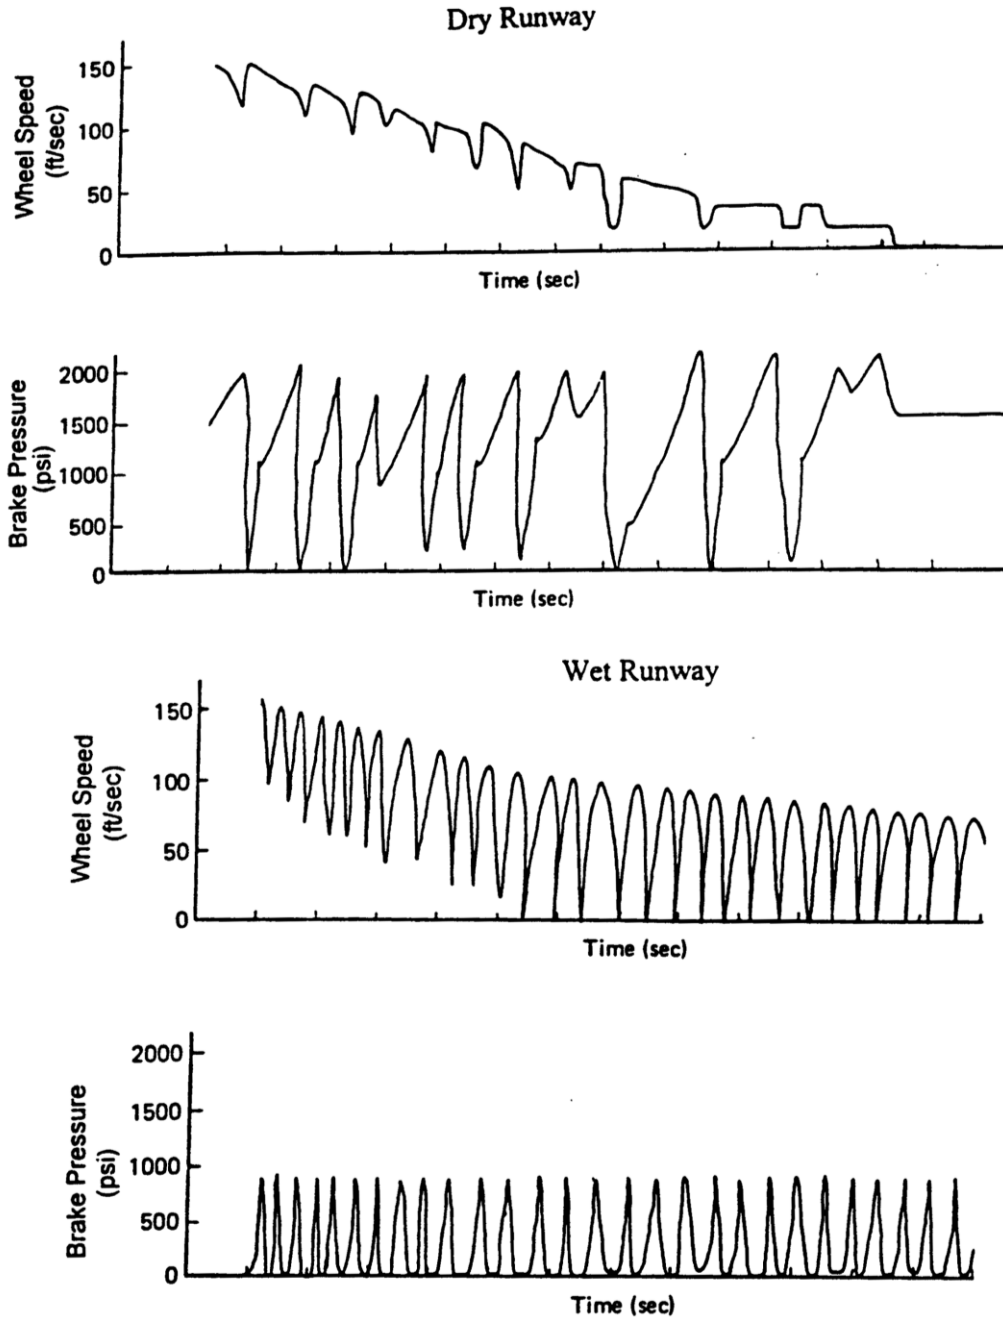 Dry Runway
Wheel Speed
(ft/sec)
150
100
50
0
Time (sec)
Brake Pressure
(psi)
2000
1500
1000
500
0
Time (sec)
Wet Runway
Wheel Speed
(ft/sec)
150
100
50
0
Time (sec)
Brake Pressure
(psi)
2000
1500
1000
500
0
Time (sec)